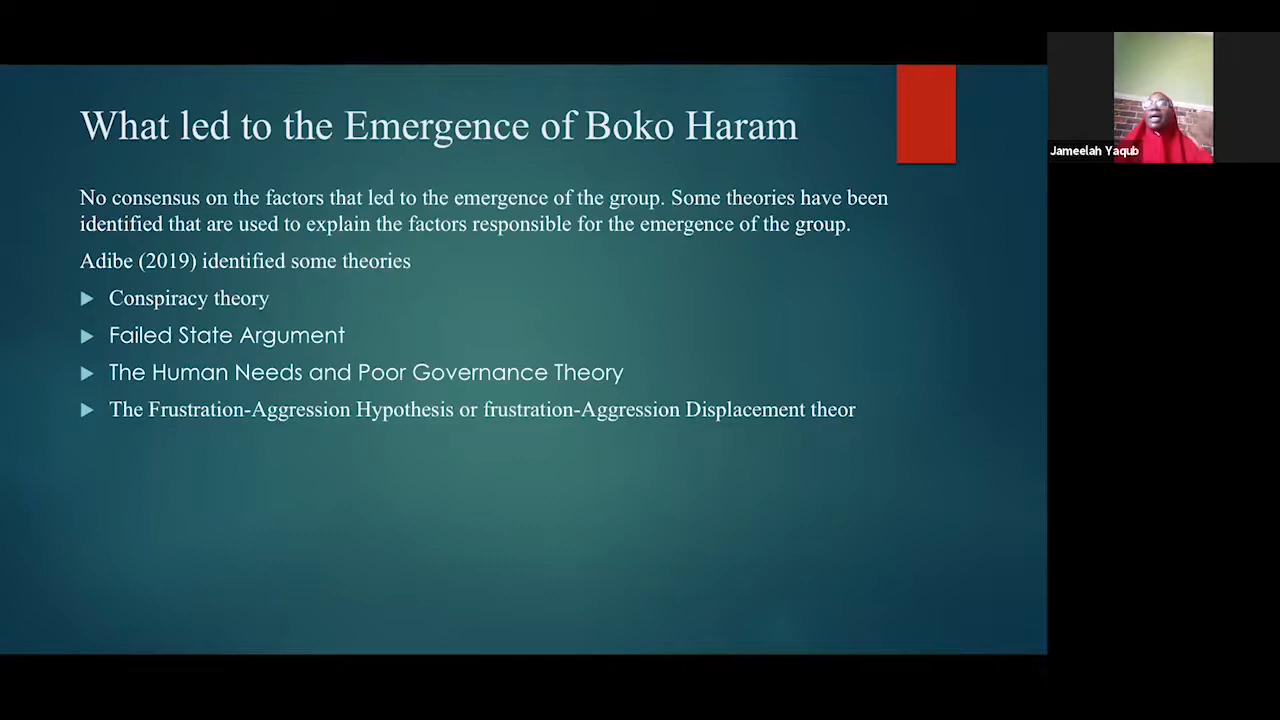 What led to the Emergence of Boko Haram
No consensus on the factors that led to the emergence of the group. Some theories have been
identified that are used to explain the factors responsible for the emergence of the group.
Adibe (2019) identified some theories
Conspiracy theory
Failed State Argument
The Human Needs and Poor Governance Theory
The Frustration-Aggression Hypothesis or frustration-Aggression Displacement theor
Jameelah Yaqub